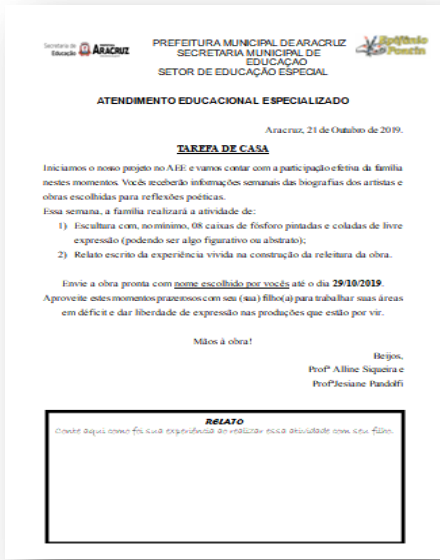 Secretaria de
Educação ARACRUZ
PREFEITURA MUNICIPAL DE ARACRUZ
SECRETARIA MUNICIPAL DE
EDUCAÇAO
SETOR DE EDUCAÇÃO ESPECIAL
Epifânio
Pontin
ATENDIMENTO EDUCACIONAL ESPECIALIZADO
Aracruz, 21 de Outubro de 2019.
TAREFA DE CASA
Iniciamos o nosso projeto no AEE e vamos contar com a participação efetiva da família
nestes momentos. Vocês receberão informações semanais das biografias dos artistas e
obras escolhidas para reflexões poéticas.
Essa semana, a família realizará a atividade de:
1) Escultura com, no mínimo, 08 caixas de fósforo pintadas e coladas de livre
expressão (podendo ser algo figurativo ou abstrato);
2) Relato escrito da experiência vivida na construção da releitura da obra.
Envie a obra pronta com nome escolhido por vocês até o dia 29/10/2019.
Aproveite estes momentos prazerosos com seu (sua) filho(a) para trabalhar suas áreas
em déficit e dar liberdade de expressão nas produções que estão por vir.
Mãos à obra!
Beijos,
Profª Alline Siqueira e
ProfªJesiane Pandolfi
RELATO
Conte aqui como foi sua experiência ao realizar essa atividade com seu filho.